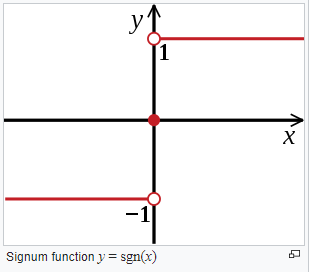 y
1
x
−1
Signum function y = sgn(x)